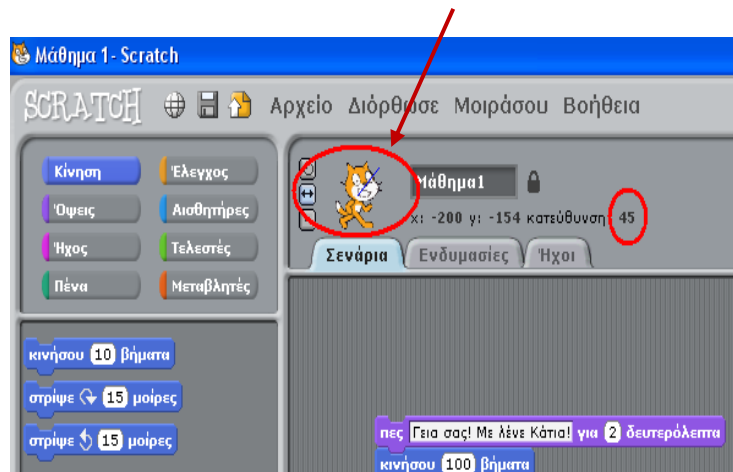 Μάθημα 1 - Scratch
SCRATCH Αρχείο Διόρθωσε Μοιράσου Βοήθεια
Κίνηση Έλεγχος
Όψεις Αισθητήρες
Ήχος Τελεστές
Πένα Μεταβλητές
Μάθημα1
x: -200 y: -154 κατεύθυνση: 45
Σενάρια Ενδυμασίες Ήχοι
κινήσου 10 βήματα
στρίψε 15 μοίρες
στρίψε 15 μοίρες
πες Γεια σας! Με λένε Κάτια! για 2 δευτερόλεπτα
κινήσου 100 βήματα